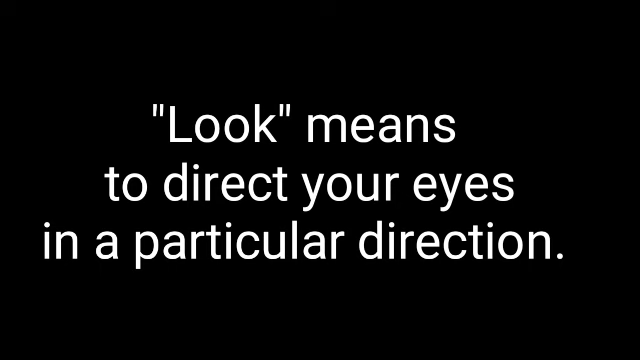 "Look" means
to direct your eyes
in a particular direction.